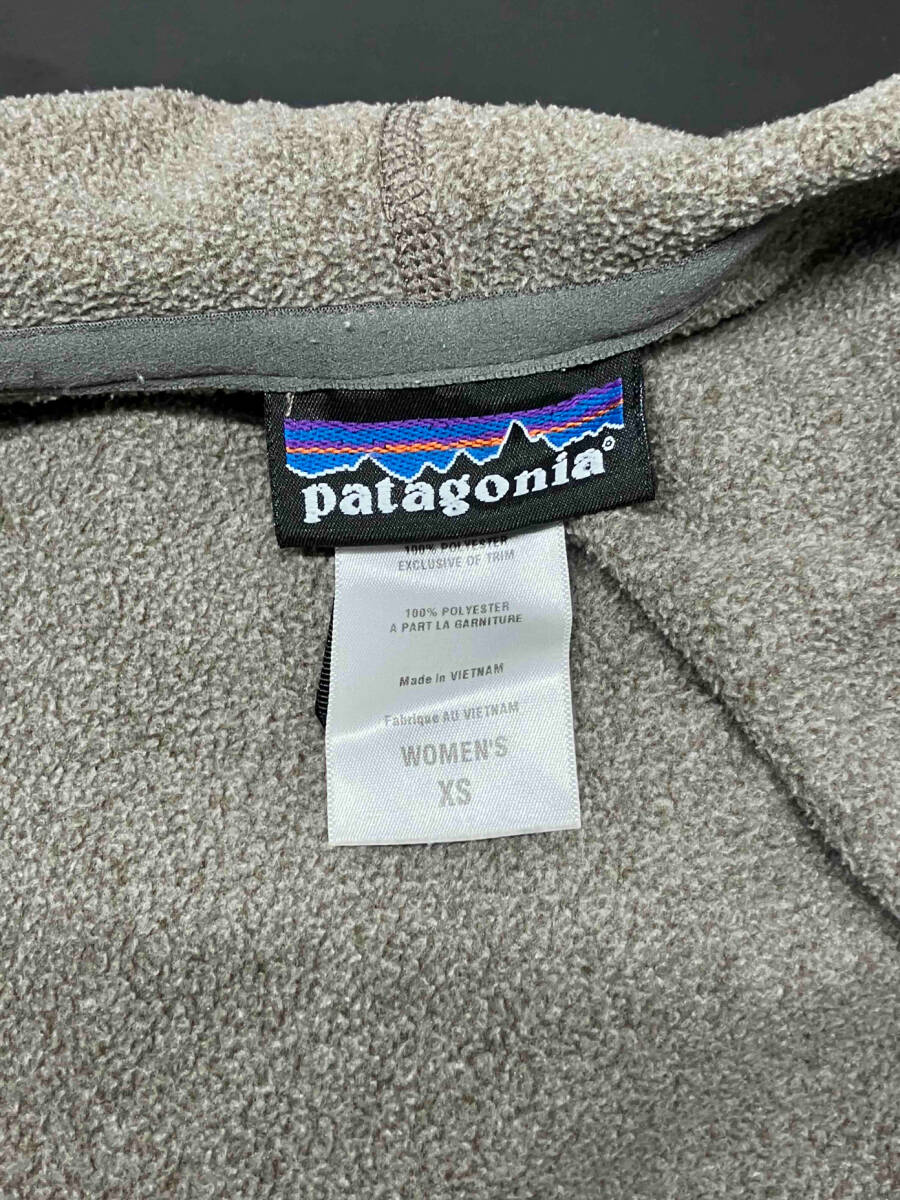 patagonia®
100% POLYESTER
EXCLUSIVE OF TRIM
100% POLYESTER
A PART LA GARNITURE
Made in VIETNAM
Fabriqué AU VIETNAM
WOMEN'S
XS